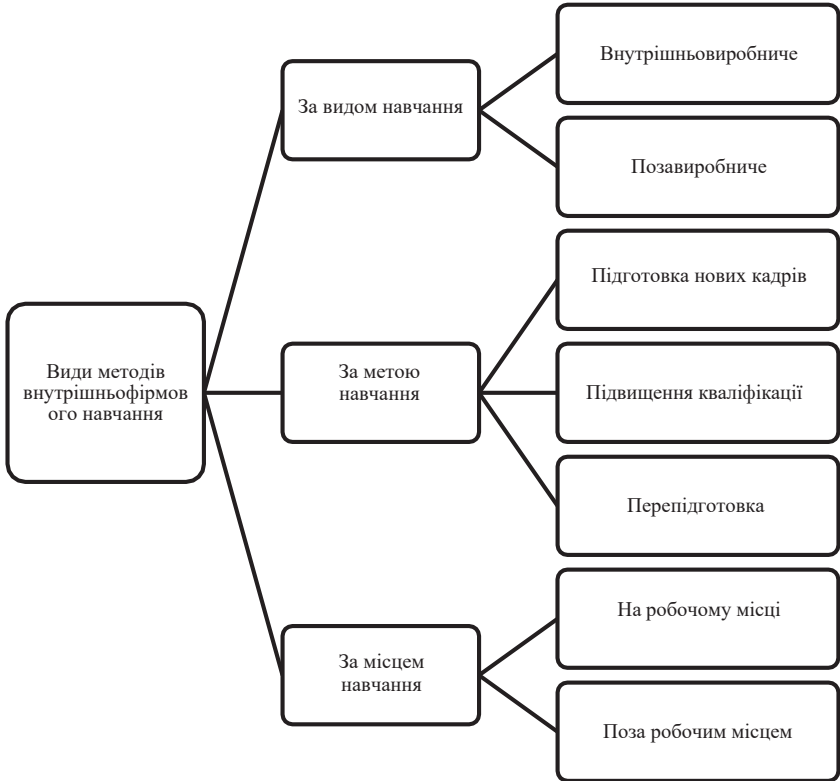 Види методів
внутрішньофірмов
ого навчання
За видом навчання
Внутрішньовиробниче
Позавиробниче
За метою
навчання
Підготовка нових кадрів
Підвищення кваліфікації
Перепідготовка
За місцем
навчання
На робочому місці
Поза робочим місцем